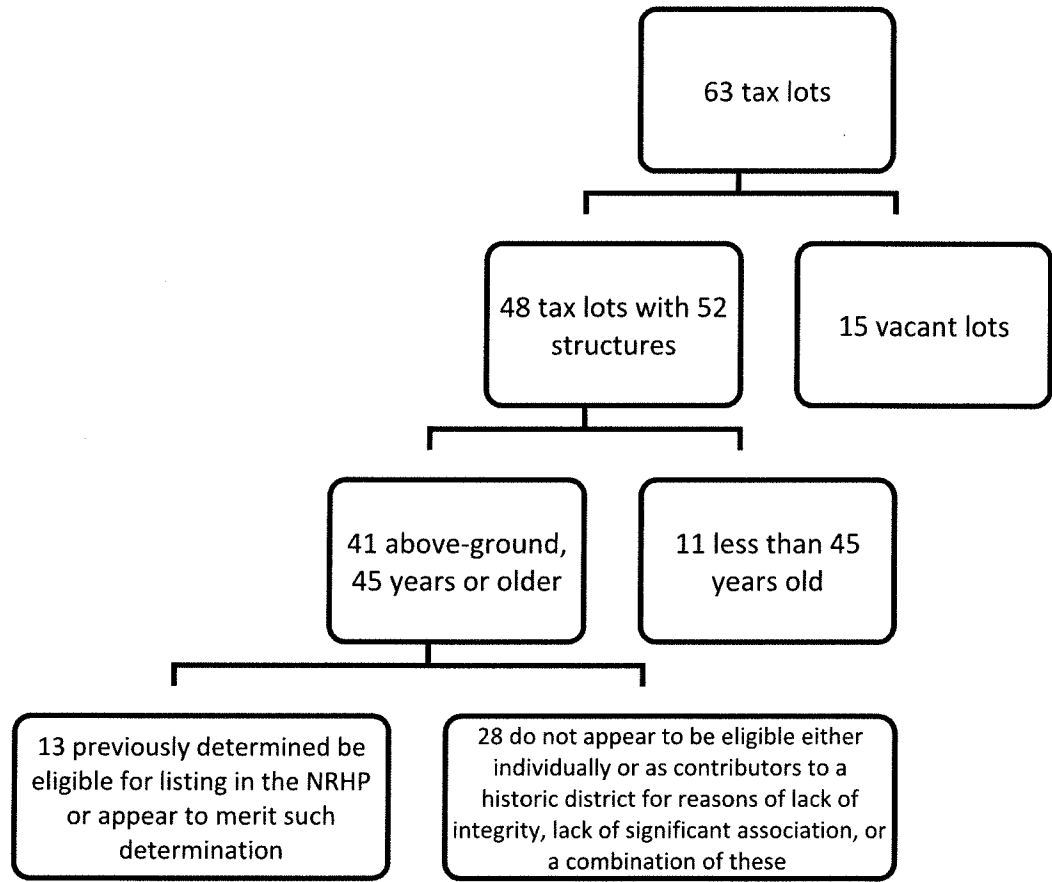 63 tax lots
48 tax lots with 52
structures
15 vacant lots
41 above-ground,
45 years or older
11 less than 45
years old
13 previously determined be
eligible for listing in the NRHP
or appear to merit such
determination
28 do not appear to be eligible either
individually or as contributors to a
historic district for reasons of lack of
integrity, lack of significant association, or
a combination of these